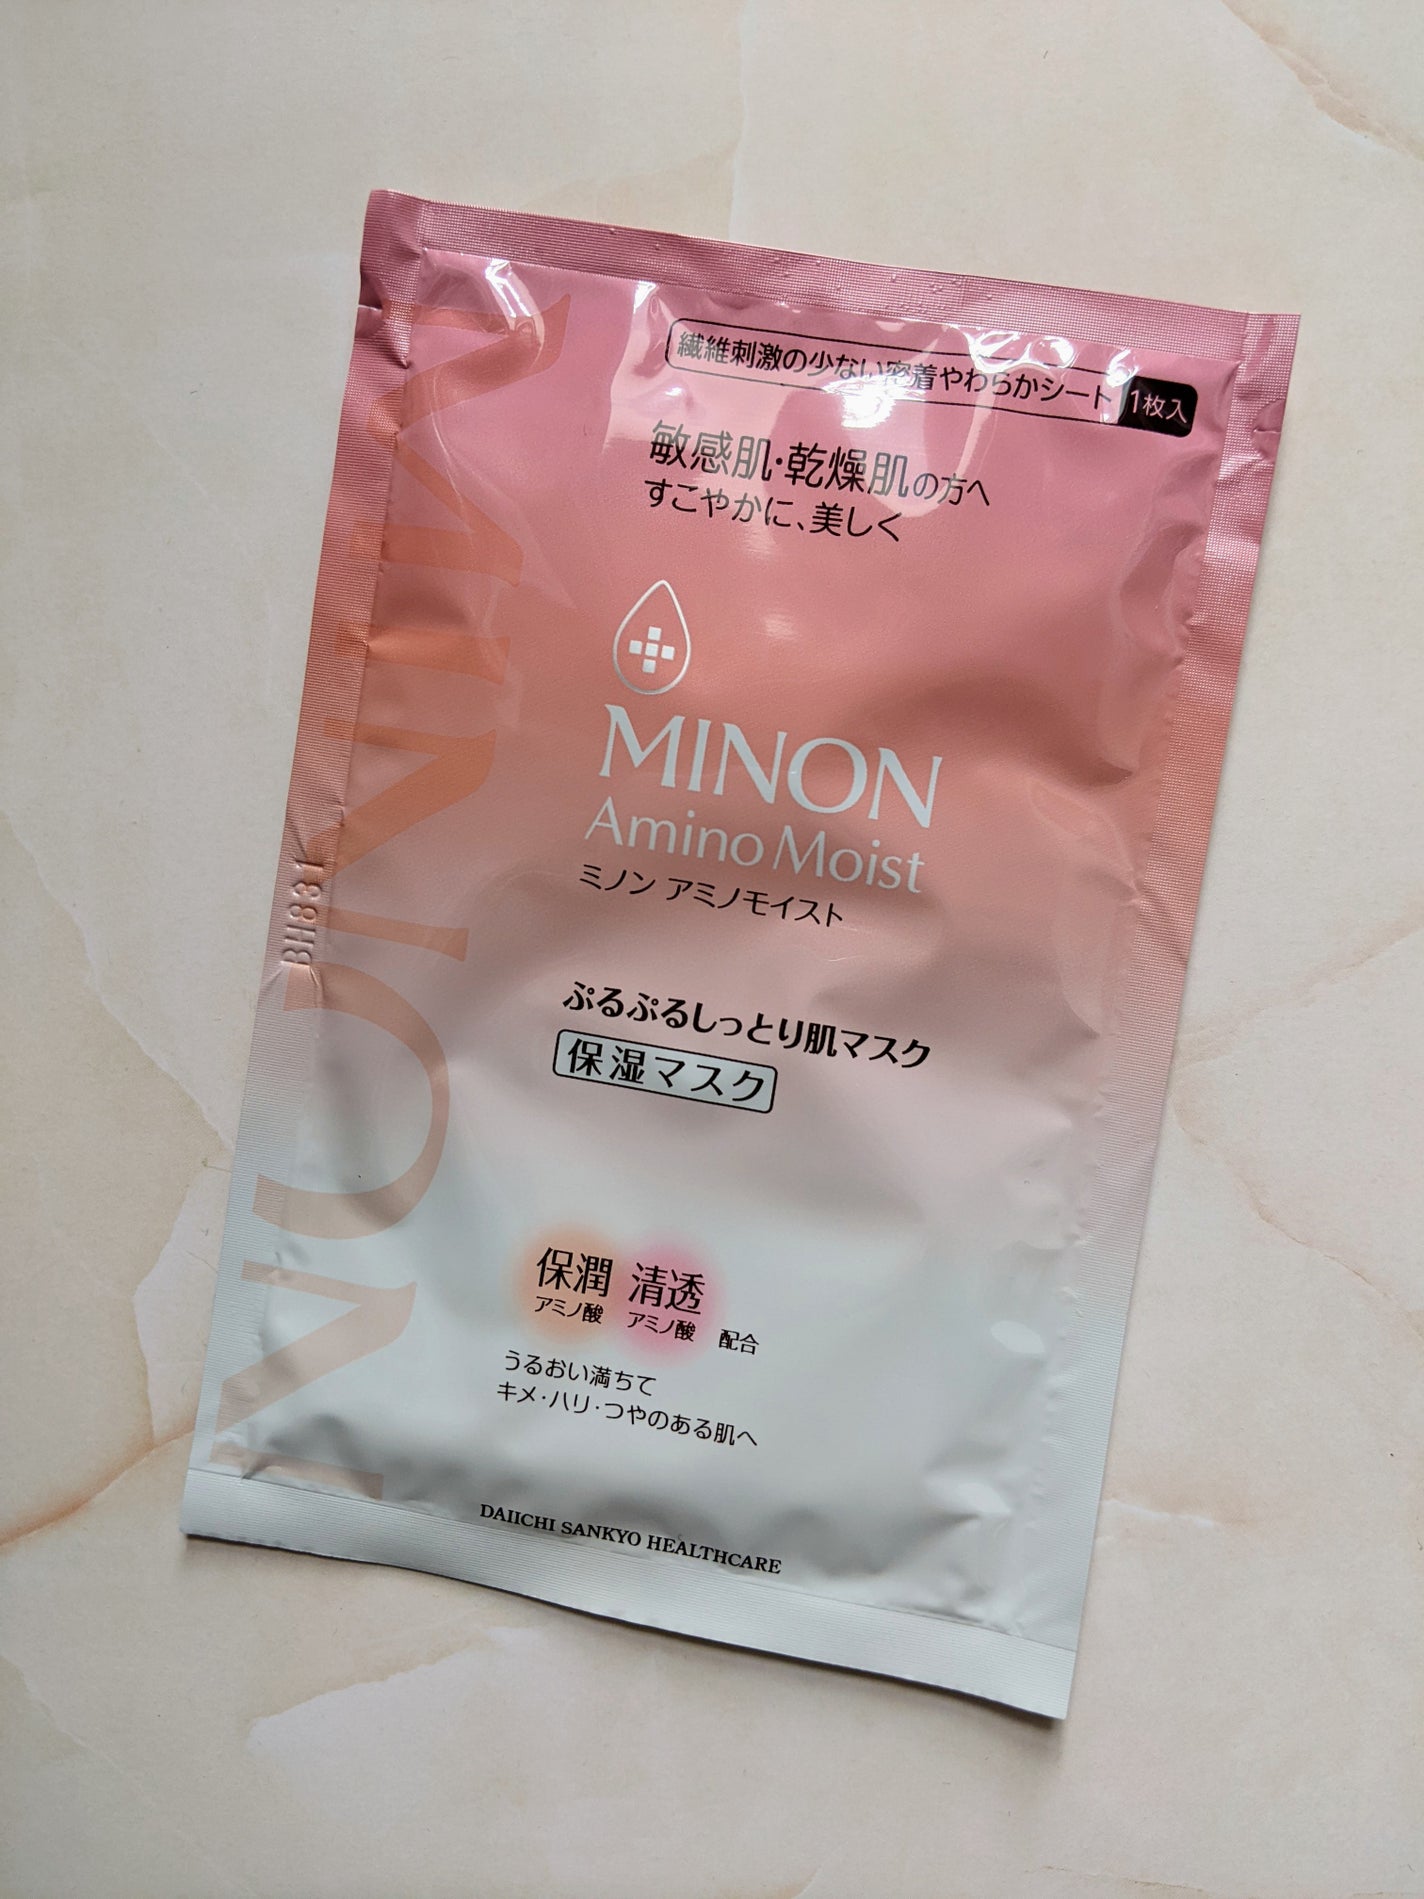 繊維刺激の少ない密着やわらかシート 1枚入
敏感肌・乾燥肌の方へ
すこやかに、美しく
MINON
MINON
Amino Moist
ミノン アミノモイスト
BH831
ぷるぷるしっとり肌マスク
保湿マスク
保潤 清透
アミノ酸 アミノ酸 配合
うるおい満ちて
キメ・ハリ・つやのある肌へ
DAIICHI SANKYO HEALTHCARE